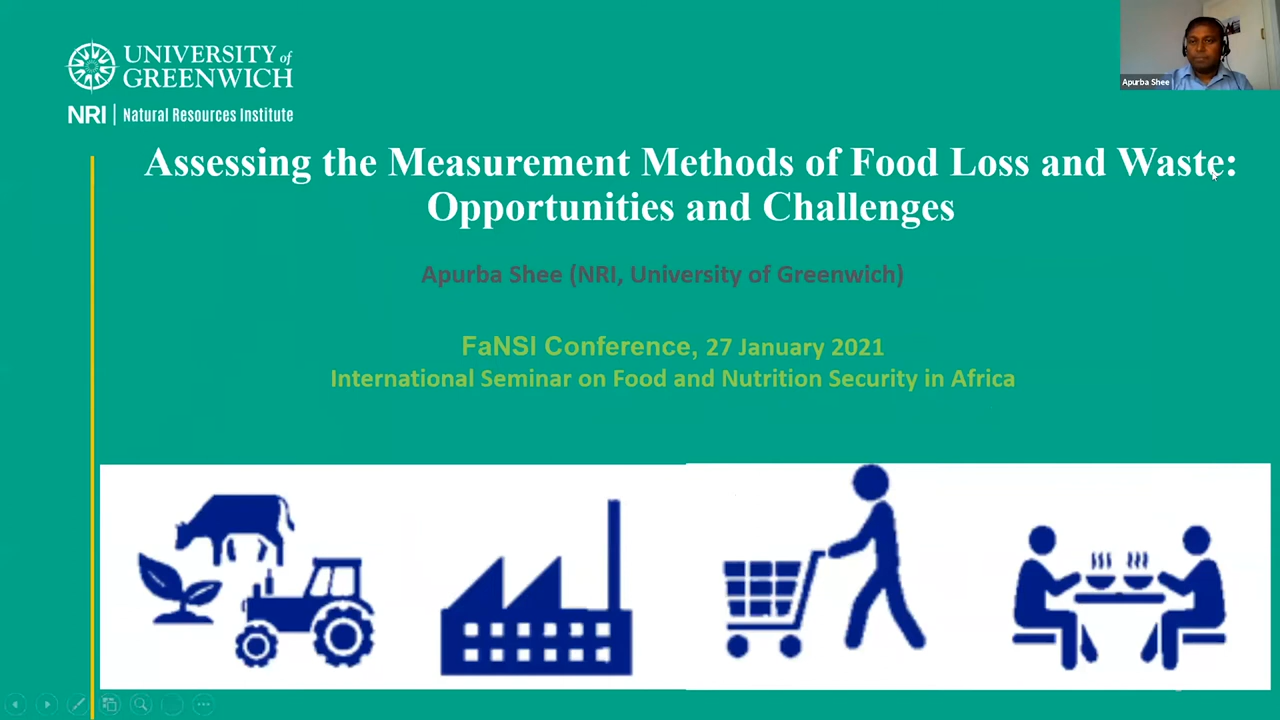 UNIVERSITY of
GREENWICH
NRI | Natural Resources Institute
Apurba Shee
Assessing the Measurement Methods of Food Loss and Waste:
Opportunities and Challenges
Apurba Shee (NRI, University of Greenwich)
FaNSI Conference, 27 January 2021
International Seminar on Food and Nutrition Security in Africa